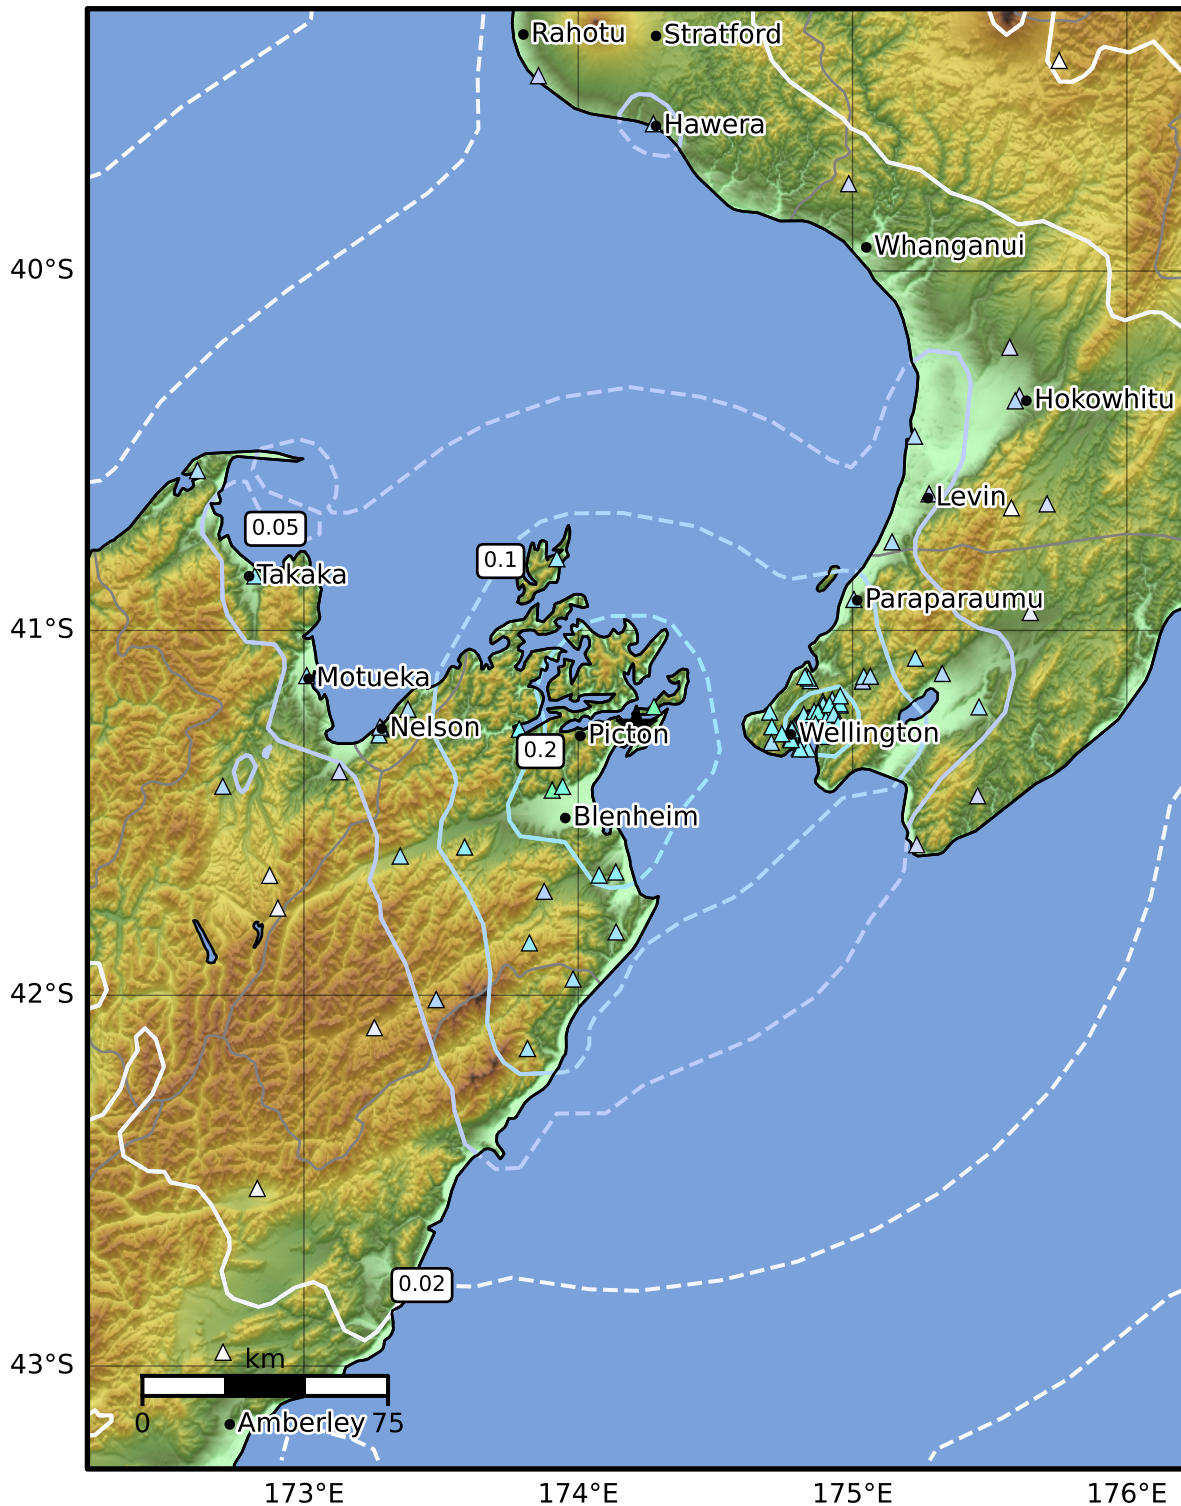 Rahotu
Stratford
Hawera
Whanganui
40°S
Hokowhitu
Levin
0.05
0.1
Takaka
Paraparaumu
41°S
Motueka
Nelson
Picton
Wellington
0.2
Blenheim
42°S
0.02
43°S
km
0
75
Amberley
173°E
174°E
175°E
176°E